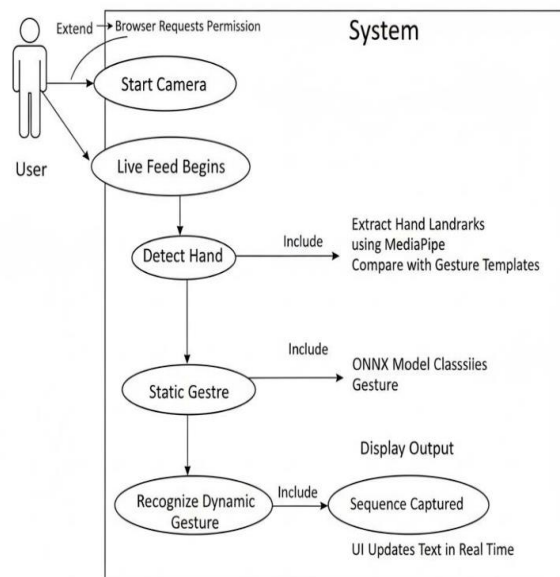 System
Extend
Browser Requests Permission
Start Camera
User
Live Feed Begins
Detect Hand
Include
Extract Hand Landrarks
using MediaPipe
Compare with Gesture Templates
Include
Static Gestre
ONNX Model Classsiies
Gesture
Display Output
Recognize Dynamic
Gesture
Include
Sequence Captured
UI Updates Text in Real Time